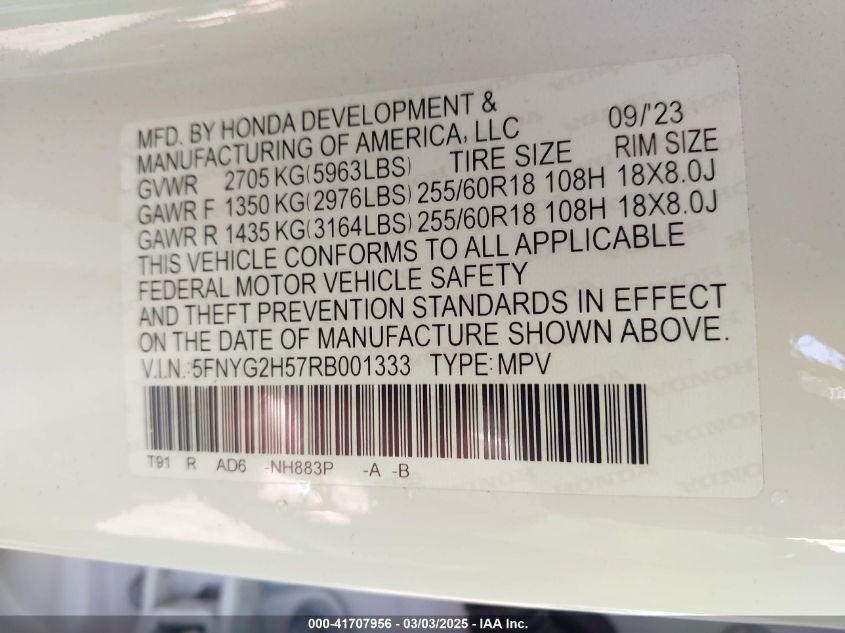 MFD. BY HONDA DEVELOPMENT &
MANUFACTURING OF AMERICA, LLC 09/'23
GVWR 2705 KG(5963LBS) TIRE SIZE RIM SIZE
GAWR F 1350 KG(2976LBS) 255/60R18 108H 18X8.0J
GAWR R 1435 KG(3164LBS) 255/60R18 108H 18X8.0J
THIS VEHICLE CONFORMS TO ALL APPLICABLE
FEDERAL MOTOR VEHICLE SAFETY
AND THEFT PREVENTION STANDARDS IN EFFECT
ON THE DATE OF MANUFACTURE SHOWN ABOVE.
V.I.N.:5FNYG2H57RB001333 TYPE: MPV
T91 R AD6 -NH883P -A -B
000-41707956 - 03/03/2025 - IAA Inc.